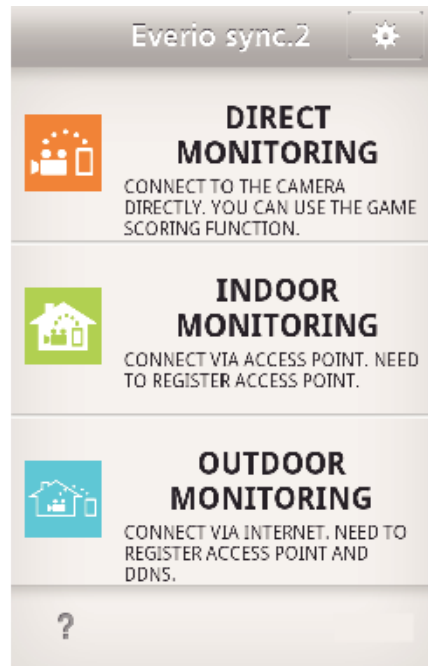 Everio sync.2
DIRECT
MONITORING
CONNECT TO THE CAMERA
DIRECTLY. YOU CAN USE THE GAME
SCORING FUNCTION.
INDOOR
MONITORING
CONNECT VIA ACCESS POINT. NEED
TO REGISTER ACCESS POINT.
OUTDOOR
MONITORING
CONNECT VIA INTERNET. NEED TO
REGISTER ACCESS POINT AND
DDNS.
?